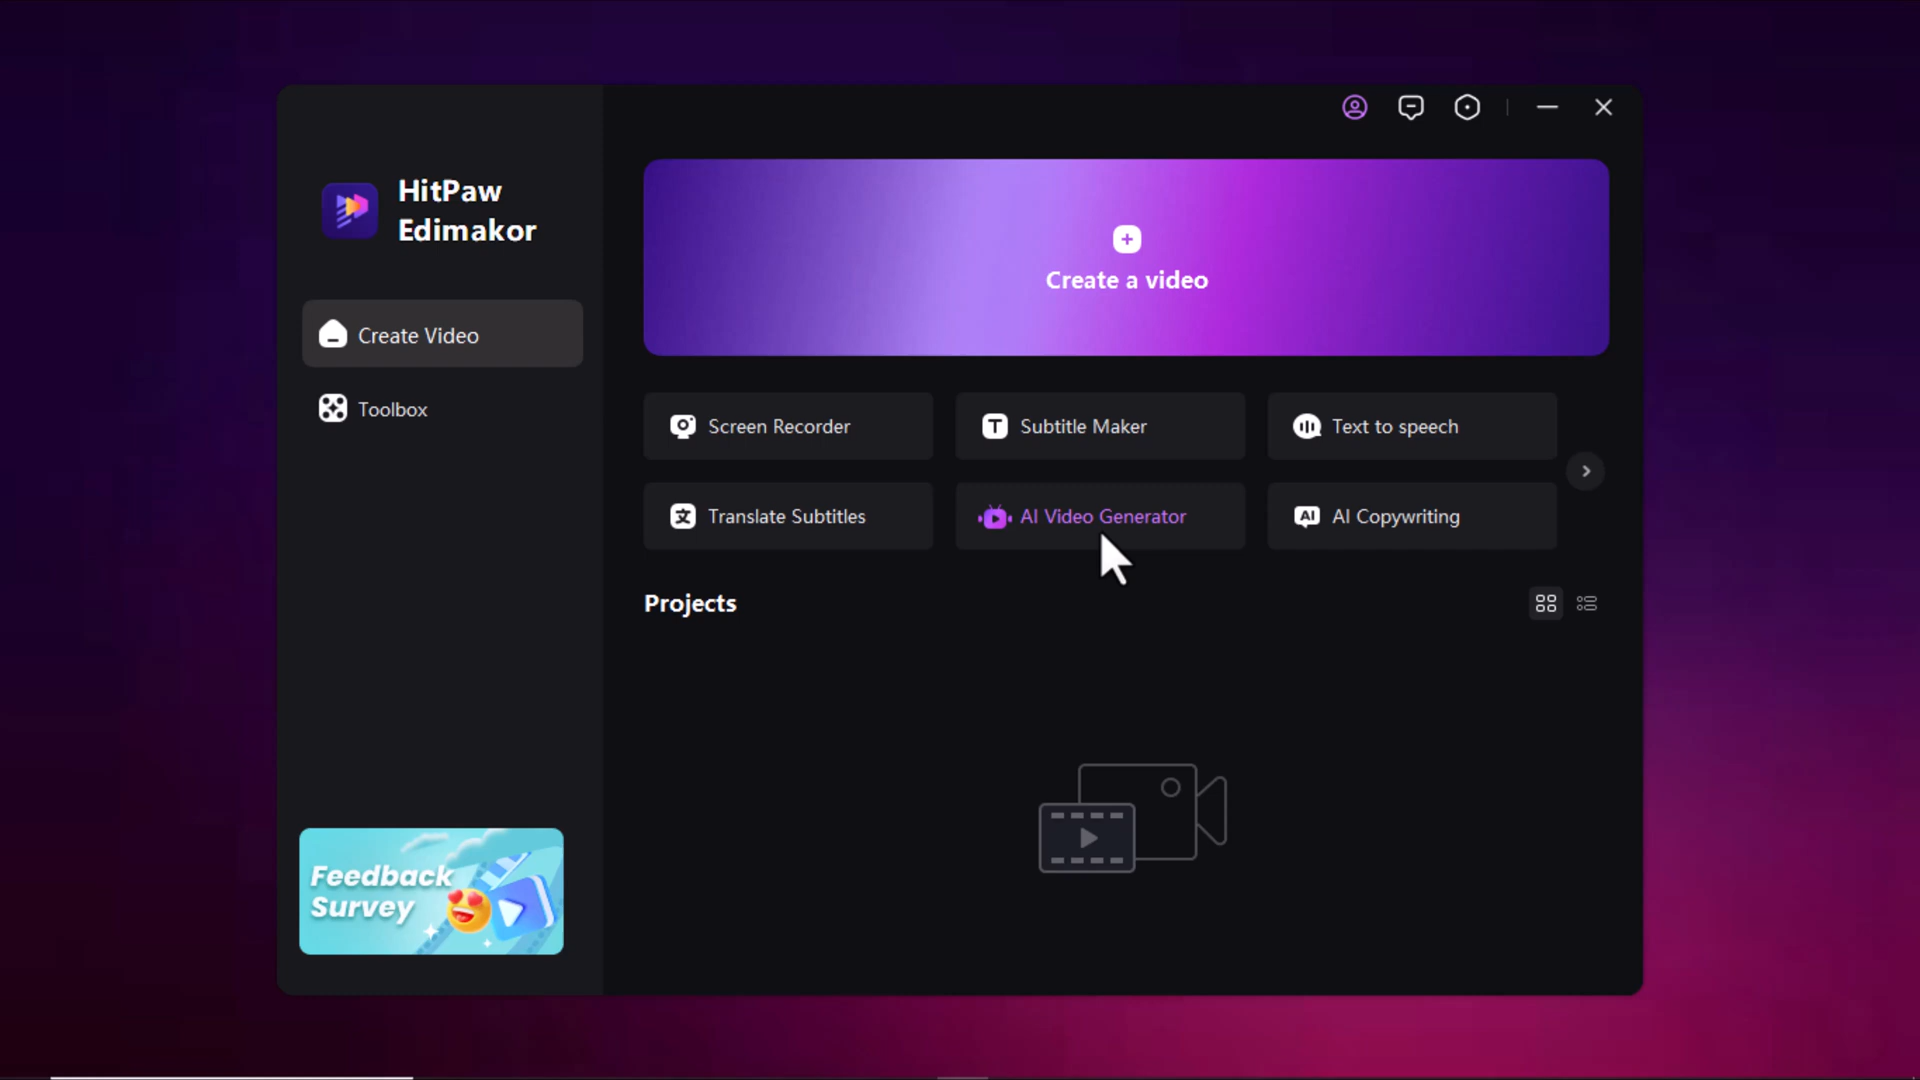 HitPaw
Edimakor
Create Video
Toolbox
Feedback
Survey
Create a video
Screen Recorder
Subtitle Maker
Text to speech
Translate Subtitles
AI Video Generator
AI Copywriting
Projects